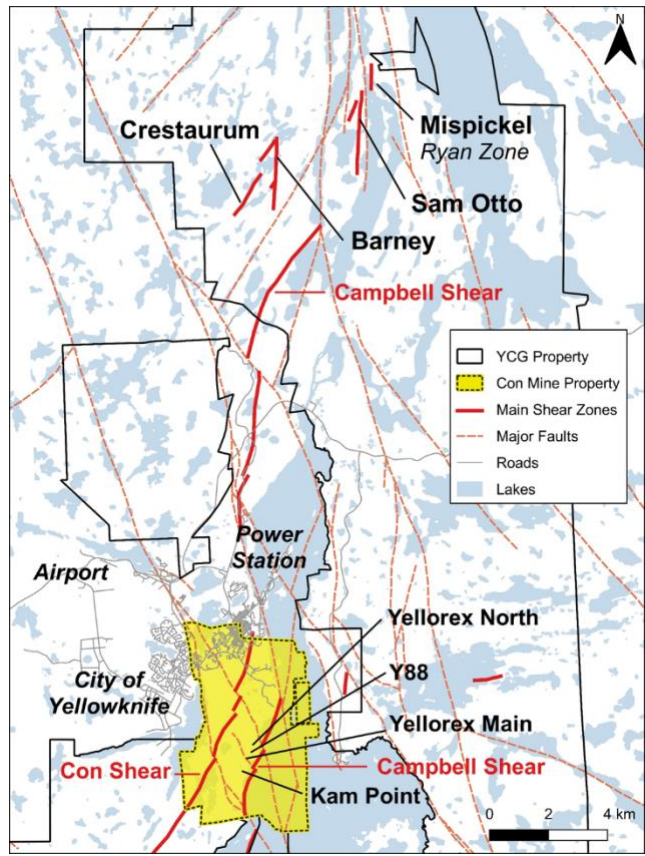 N
Crestaurum
Mispickel
Ryan Zone
Sam Otto
Barney
Campbell Shear
YCG Property
Con Mine Property
Main Shear Zones
Major Faults
Roads
Lakes
Power
Station
Airport
Yellorex North
City of
Yellowknife
Y88
Yellorex Main
Con Shear
Campbell Shear
Kam Point
0 2 4 km